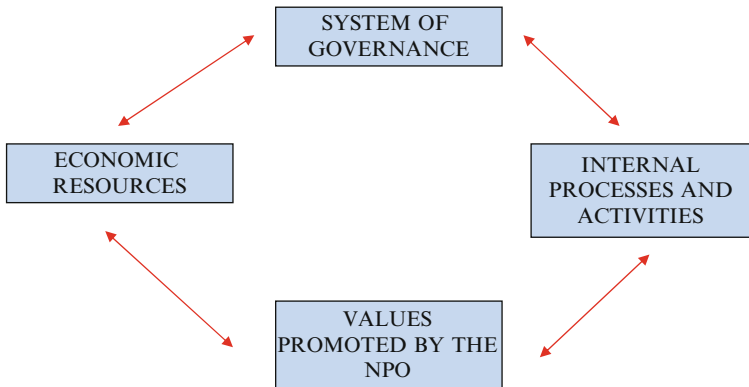 SYSTEM OF
GOVERNANCE
ECONOMIC
RESOURCES
INTERNAL
PROCESSES AND
ACTIVITIES
VALUES
PROMOTED BY THE
NPO